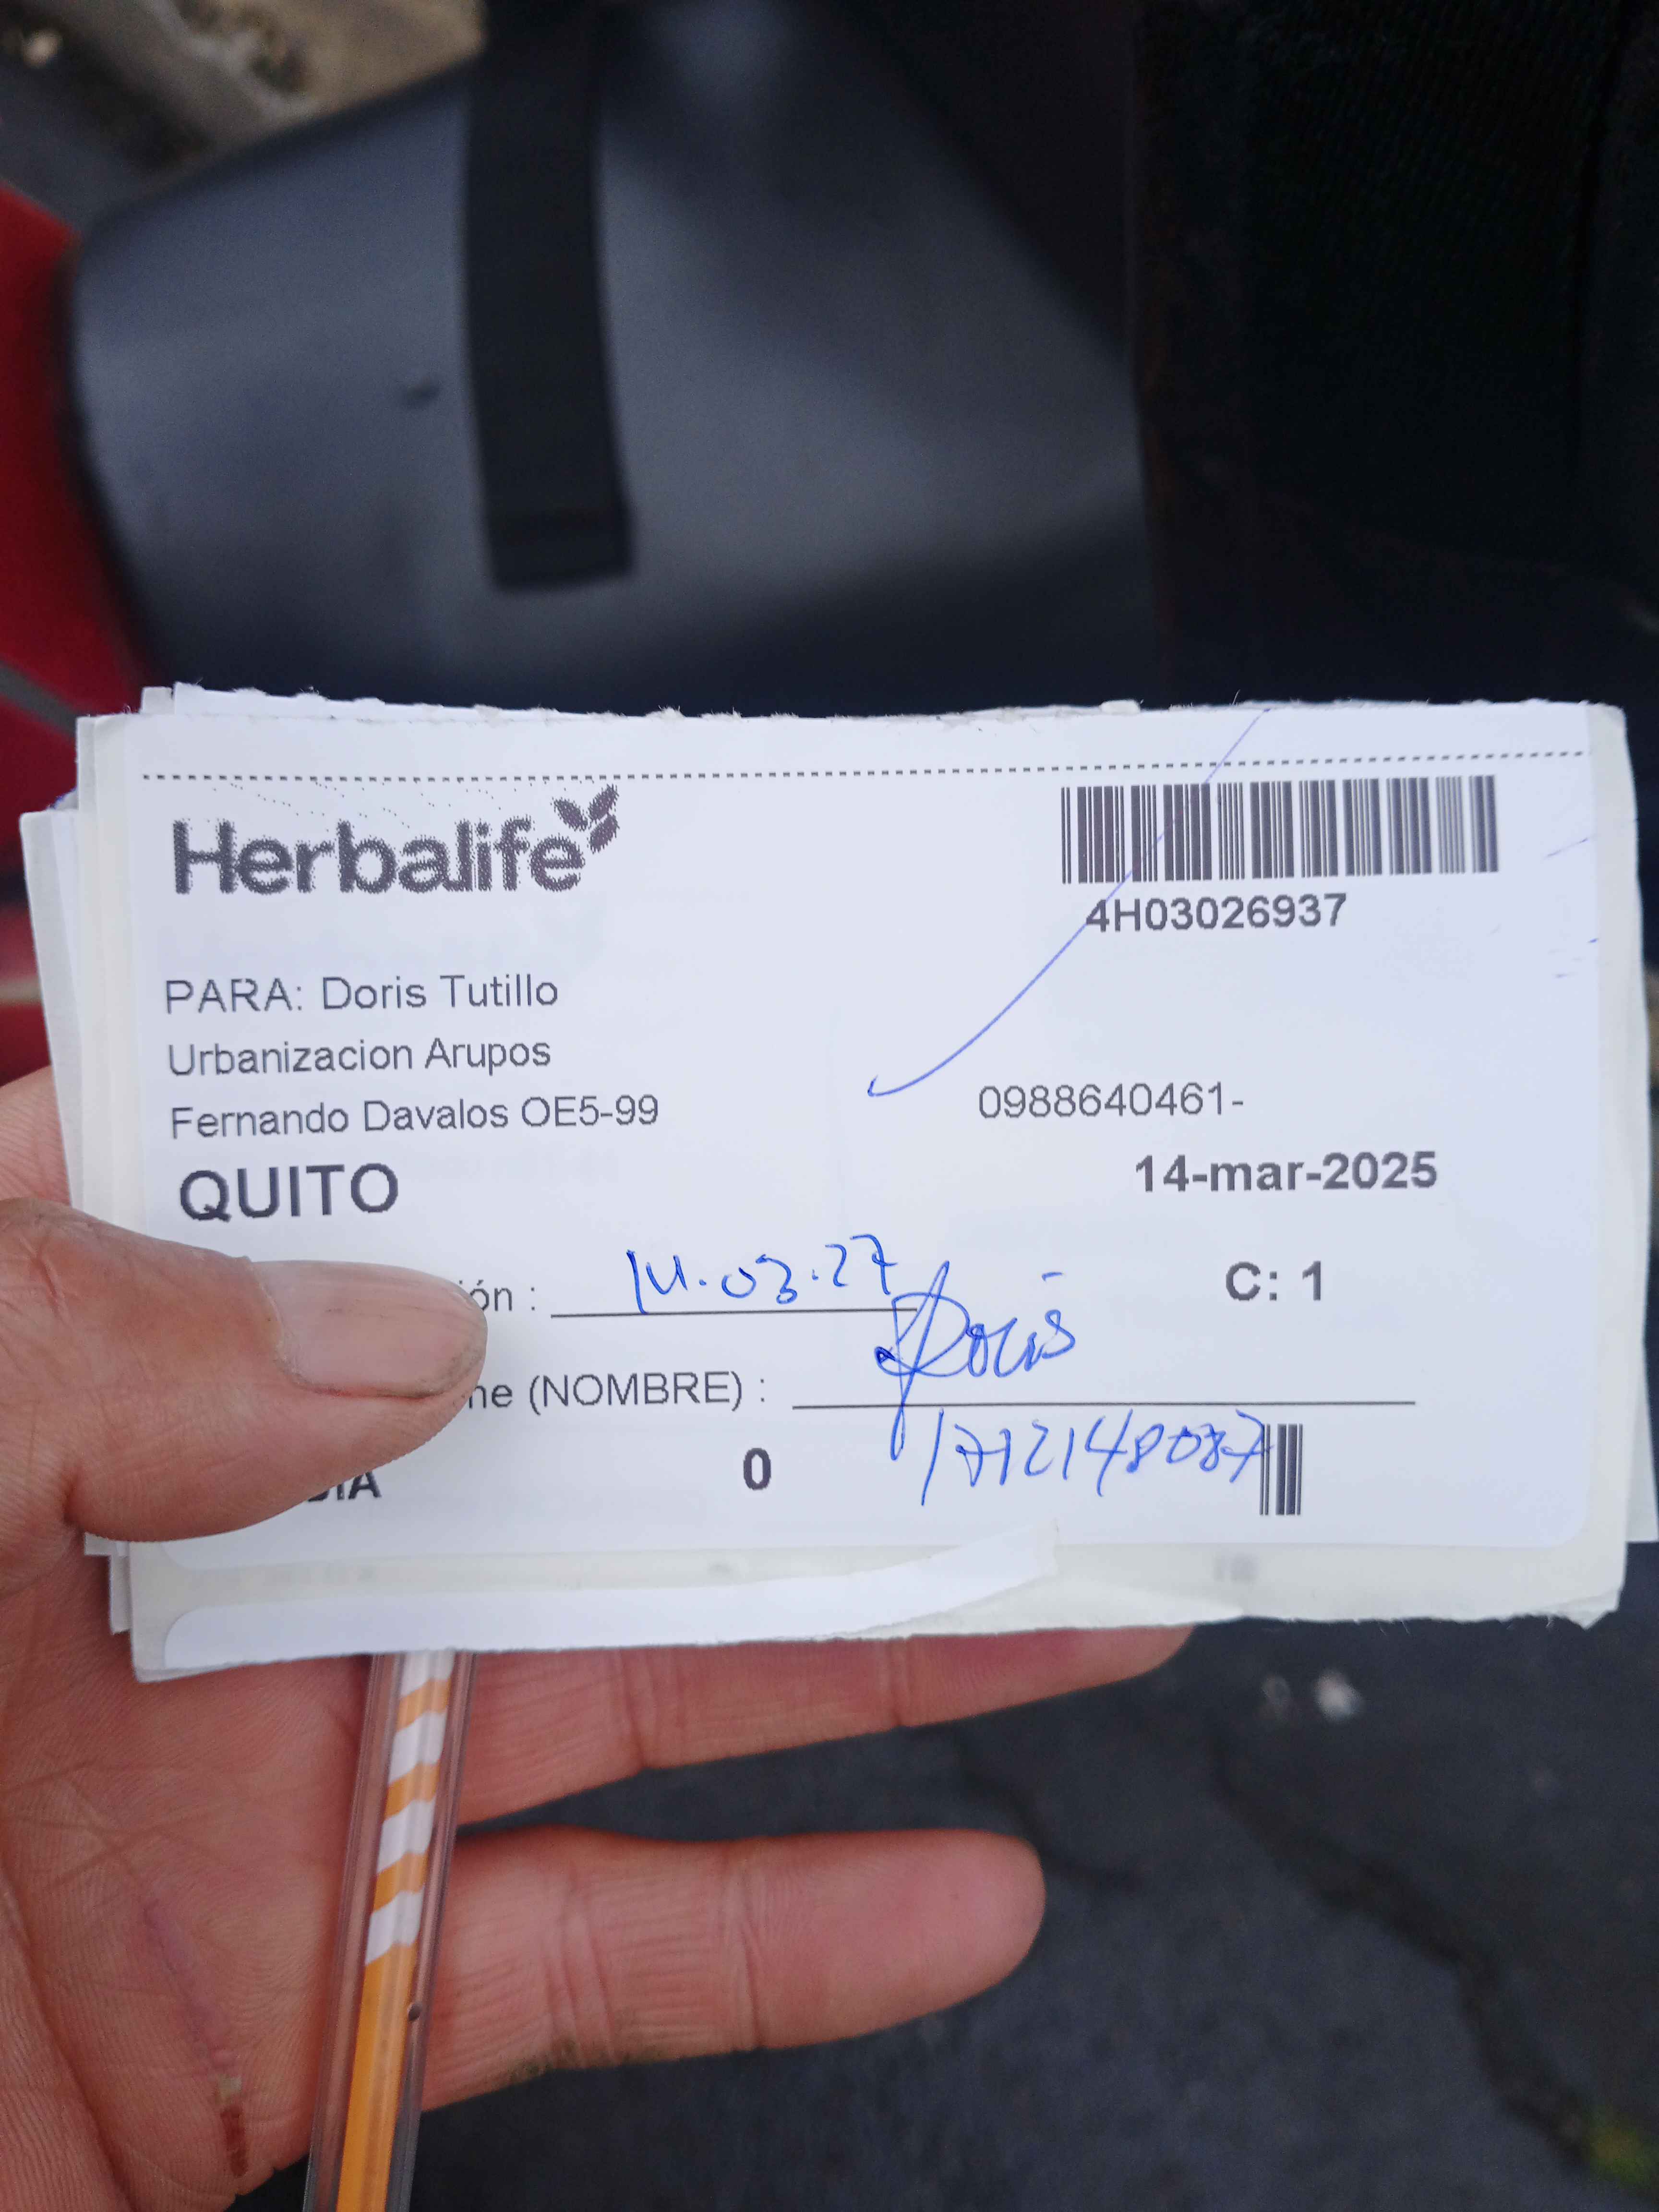 Herbalife
4H03026937
PARA: Doris Tutillo
Urbanizacion Arupos
Fernando Davalos OE5-99
0988640461-
QUITO
14-mar-2025
ón : 14.03.27
C: 1
Doris
ne (NOMBRE) :
DIA 0 1712148087